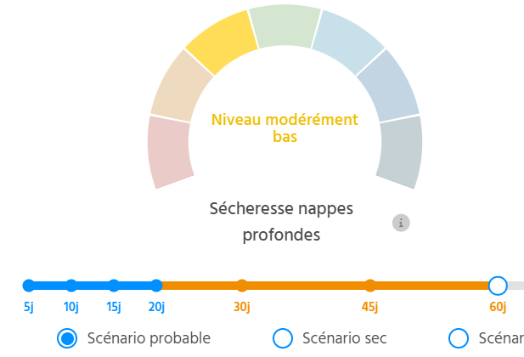 Niveau modérément
bas
Sécheresse nappes
profondes
i
5j 10j 15j 20j 30j 45j 60j
Scénario probable Scénario sec